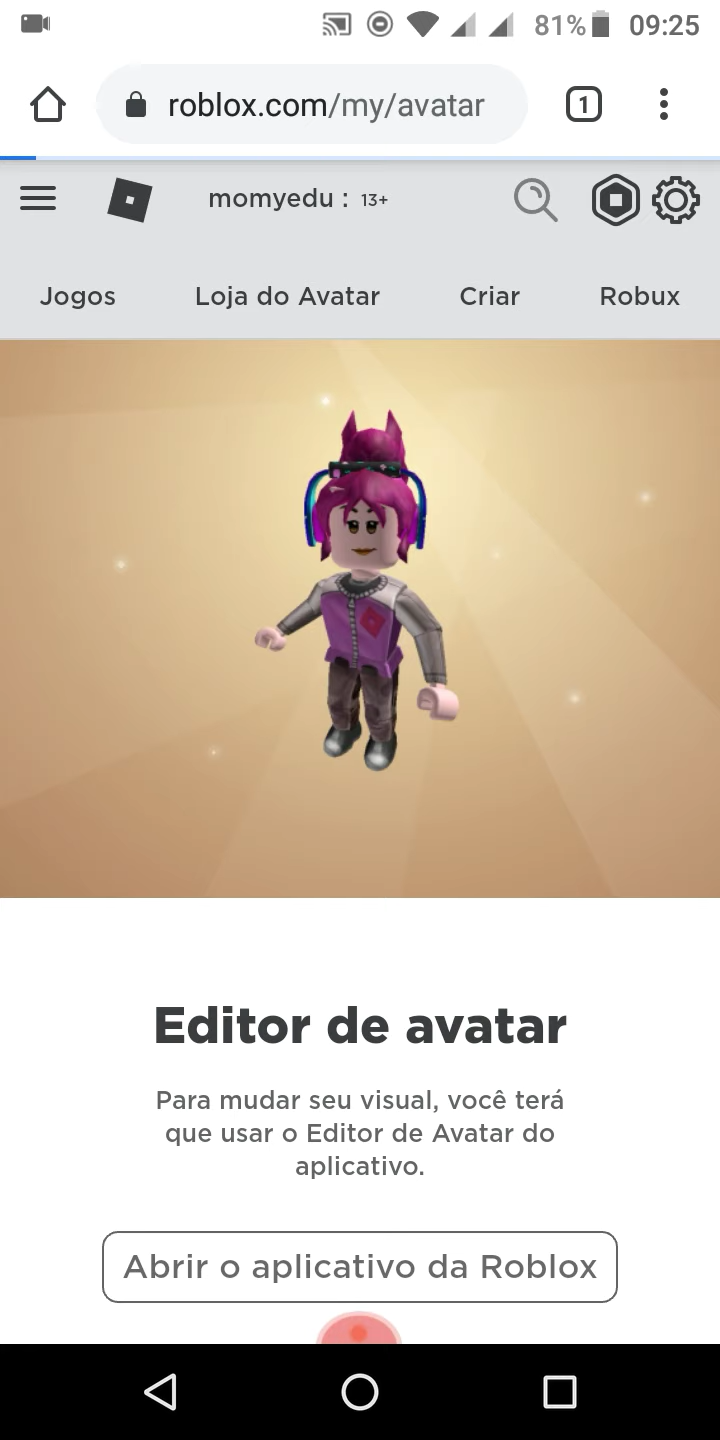 81% 09:25
roblox.com/my/avatar 1
momyedu : 13+
Jogos Loja do Avatar Criar Robux
Editor de avatar
Para mudar seu visual, você terá
que usar o Editor de Avatar do
aplicativo.
Abrir o aplicativo da Roblox